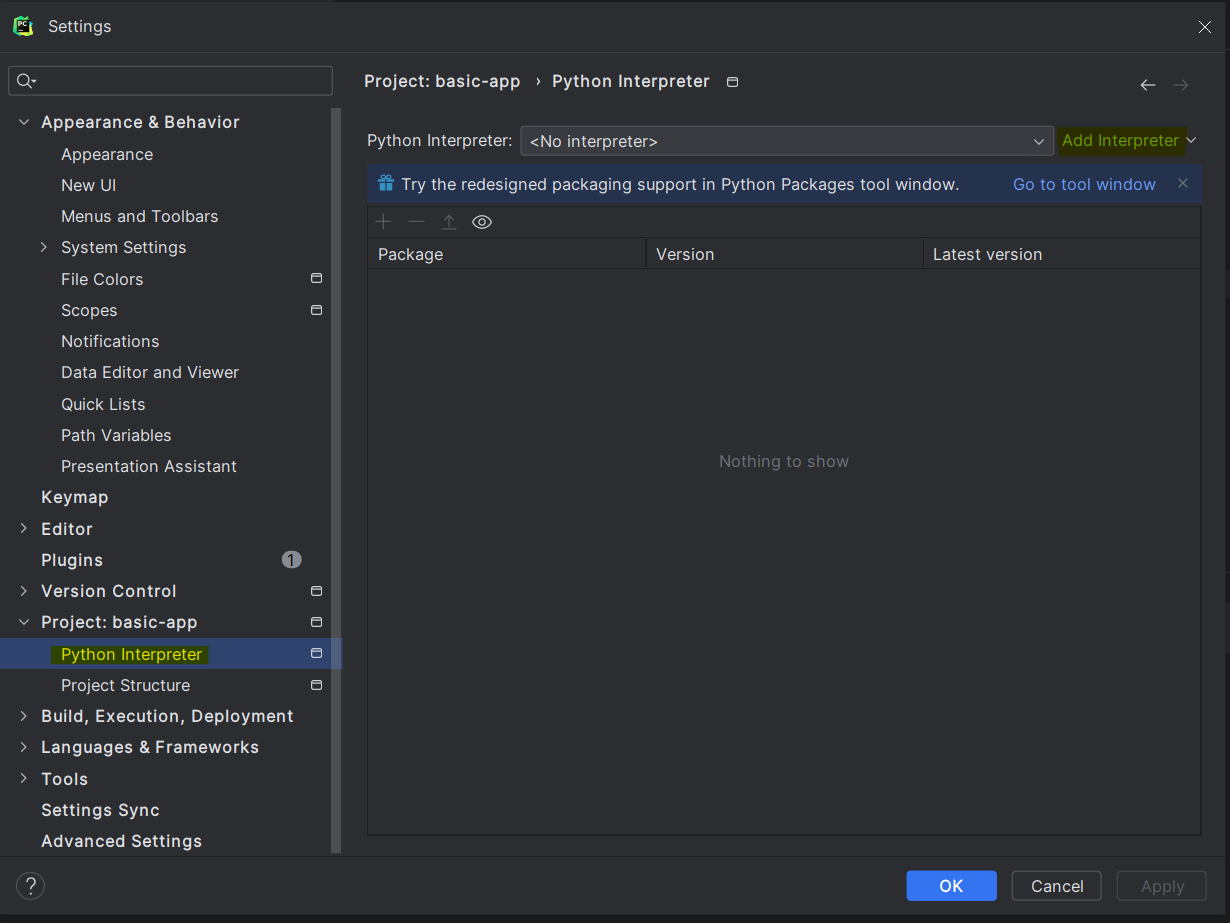 PC
Settings
Project: basic-app › Python Interpreter
Appearance & Behavior
Appearance
New UI
Menus and Toolbars
System Settings
File Colors
Scopes
Notifications
Data Editor and Viewer
Quick Lists
Path Variables
Presentation Assistant
Keymap
Editor
Plugins 1
Version Control
Project: basic-app
Python Interpreter
Project Structure
Build, Execution, Deployment
Languages & Frameworks
Tools
Settings Sync
Advanced Settings
Python Interpreter: <No interpreter> Add Interpreter
Try the redesigned packaging support in Python Packages tool window. Go to tool window
Package Version Latest version
Nothing to show
? OK Cancel Apply